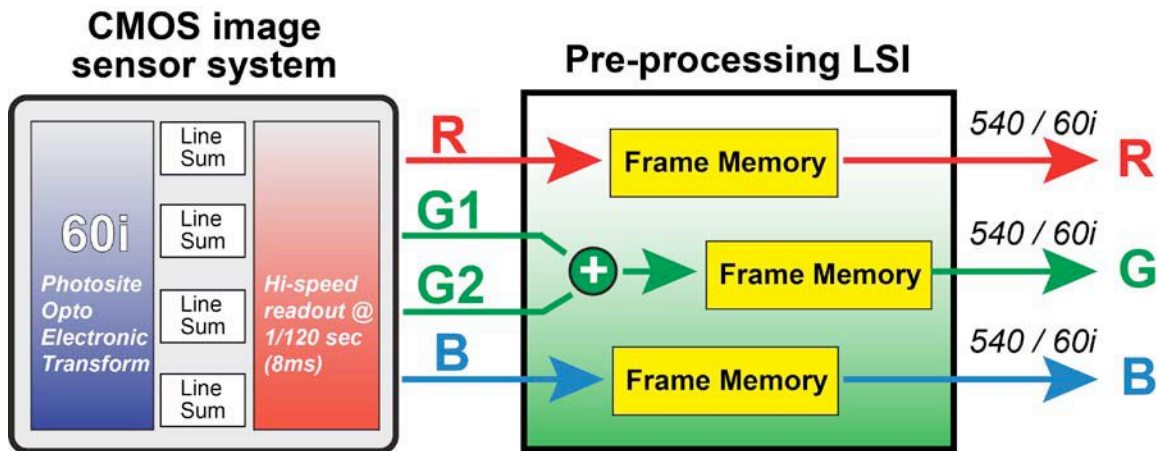 CMOS image
sensor system
Pre-processing LSI
60i
Photosite
Opto
Electronic
Transform
Line
Sum
Line
Sum
Line
Sum
Line
Sum
Hi-speed
readout @
1/120 sec
(8ms)
R
G1
G2
B
Frame Memory
+
Frame Memory
Frame Memory
540 / 60i
R
540 / 60i
G
540 / 60i
B